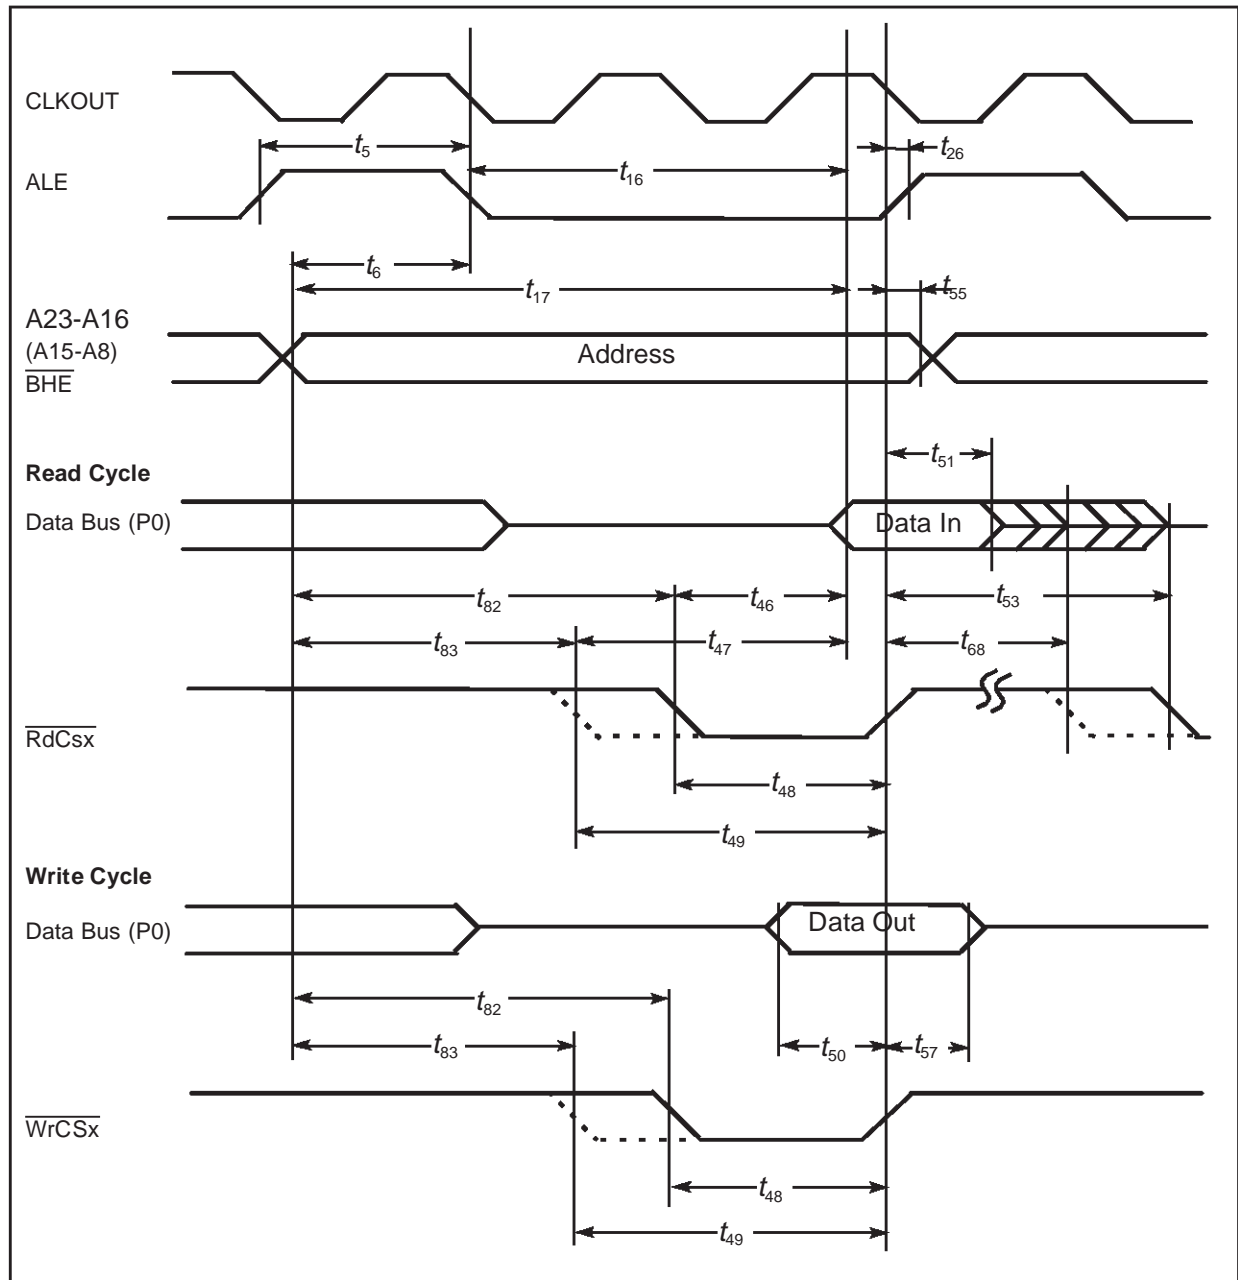 CLKOUT
t5
t26
ALE
t16
t6
t17
t55
A23-A16
(A15-A8)
BHE
Address
t51
Read Cycle
Data Bus (P0)
Data In
t82
t46
t53
t83
t47
t68
RdCsx
t48
t49
Write Cycle
Data Bus (P0)
Data Out
t82
t83
t50
t57
WrCSx
t48
t49